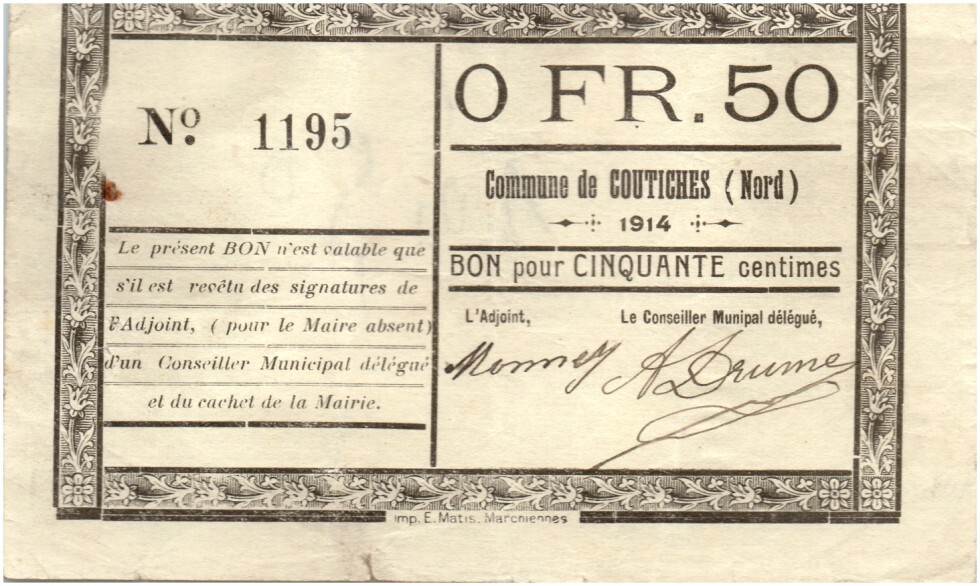 No. 1195
Le présent BON n'est valable que
s'il est revêtu des signatures de
l'Adjoint, ( pour le Maire absent)
d'un Conseiller Municipal délégué
et du cachet de la Mairie.
0 FR. 50
Commune de COUTICHES (Nord)
1914
BON pour CINQUANTE centimes
L'Adjoint, Le Conseiller Munipal délégué,
imp. E. Matis. Marchiennes